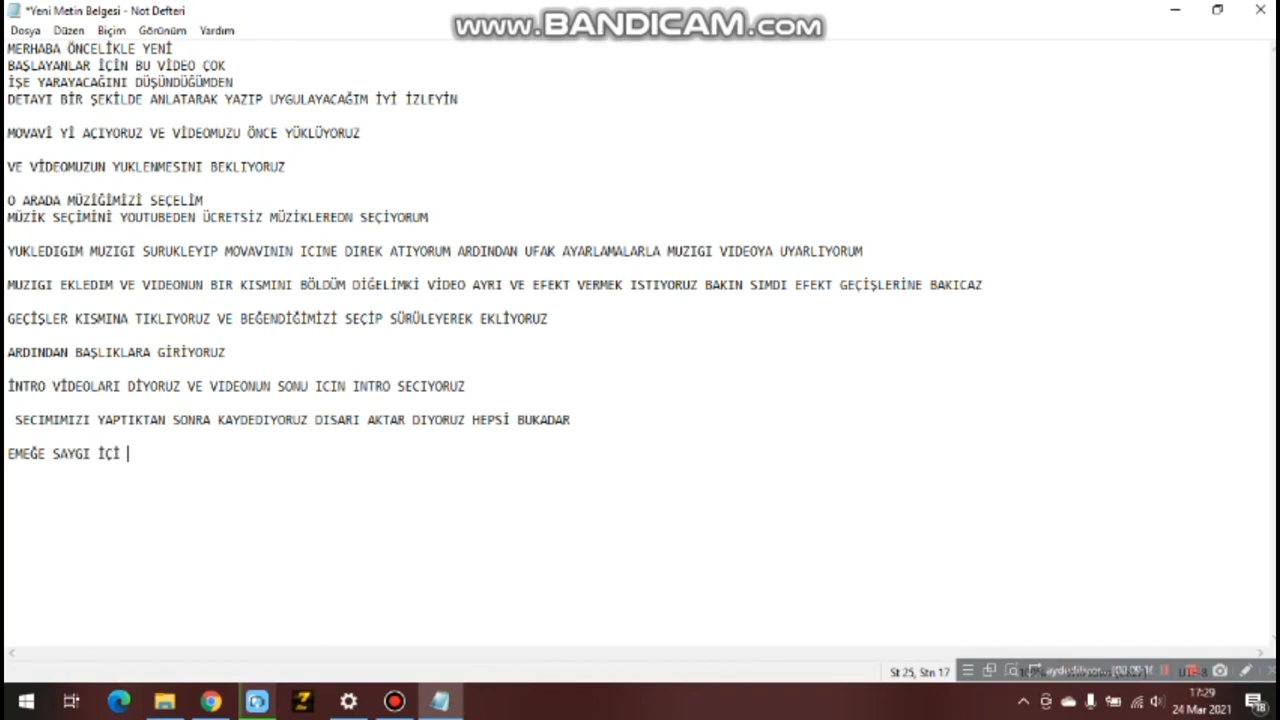 *Yeni Metin Belgesi - Not Defteri
www.BANDICAM.com
Dosya Düzen Biçim Görünüm Yardım
MERHABA ÖNCELİKLE YENİ
BAŞLAYANLAR İÇİN BU VİDEO ÇOK
İŞE YARAYACAĞINI DÜŞÜNDÜĞÜMDEN
DETAYI BİR ŞEKİLDE ANLATARAK YAZIP UYGULAYACAĞIM İYİ İZLEYİN
MOVAVİ Yİ AÇIYORUZ VE VİDEOMUZU ÖNCE YÜKLÜYORUZ
VE VİDEOMUZUN YUKLENMESINI BEKLIYORUZ
O ARADA MÜZİĞİMİZİ SEÇELİM
MÜZİK SEÇİMİNİ YOUTUBEDEN ÜCRETSİZ MÜZİKLEREDN SEÇİYORUM
YUKLEDIGIM MUZIGI SURUKLEYIP MOVAVININ ICINE DIREK ATIYORUM ARDINDAN UFAK AYARLAMALARLA MUZIGI VIDEOYA UYARLIYORUM
MUZIGI EKLEDIM VE VIDEONUN BIR KISMINI BÖLDÜM DİĞELİMKİ VİDEO AYRI VE EFEKT VERMEK ISTIYORUZ BAKIN SIMDI EFEKT GEÇİŞLERİNE BAKICAZ
GEÇİŞLER KISMINA TIKLIYORUZ VE BEĞENDİĞİMİZİ SEÇİP SÜRÜLEYEREK EKLİYORUZ
ARDINDAN BAŞLIKLARA GİRİYORUZ
İNTRO VİDEOLARI DİYORUZ VE VIDEONUN SONU ICIN INTRO SECIYORUZ
SECIMIMIZI YAPTIKTAN SONRA KAYDEDIYORUZ DISARI AKTAR DIYORUZ HEPSİ BUKADAR
EMEĞE SAYGI İÇİ
St 25, Stn 17
17:29
24 Mar 2021
18